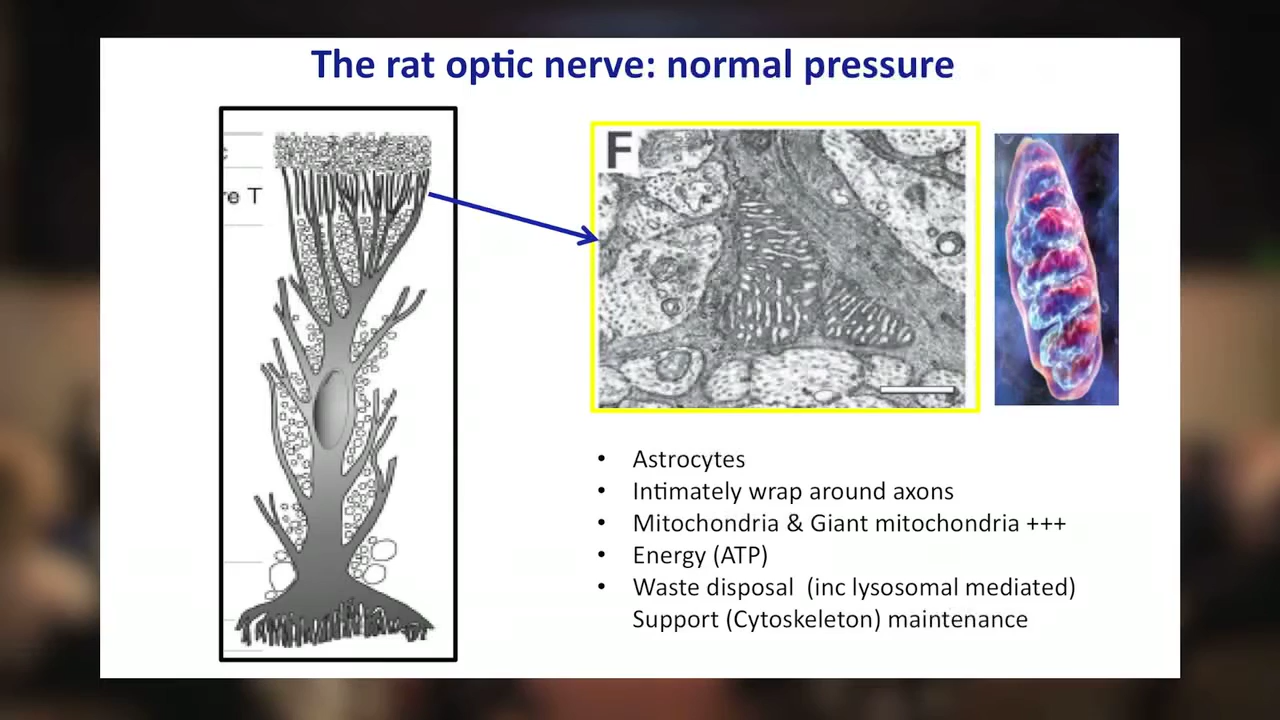 The rat optic nerve: normal pressure
c
re T
F
• Astrocytes
• Intimately wrap around axons
• Mitochondria & Giant mitochondria +++
• Energy (ATP)
• Waste disposal (inc lysosomal mediated)
Support (Cytoskeleton) maintenance